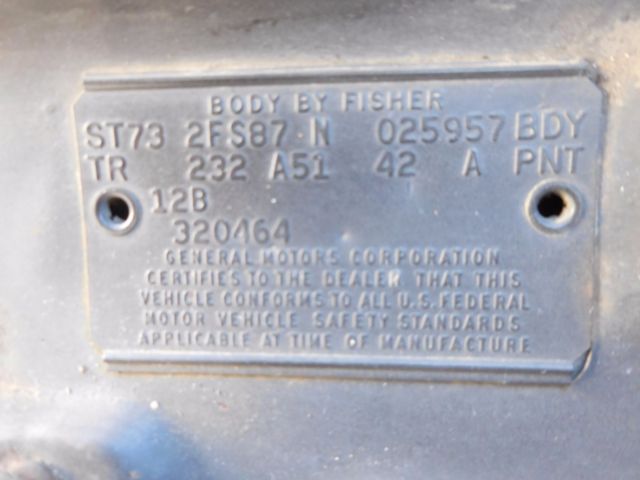 BODY BY FISHER
ST73 2FS87 N 025957 BDY
TR 232 A51 42 A PNT
12B
320464
GENERAL MOTORS CORPORATION
CERTIFIES TO THE DEALER THAT THIS
VEHICLE CONFORMS TO ALL U.S. FEDERAL
MOTOR VEHICLE SAFETY STANDARDS
APPLICABLE AT TIME OF MANUFACTURE